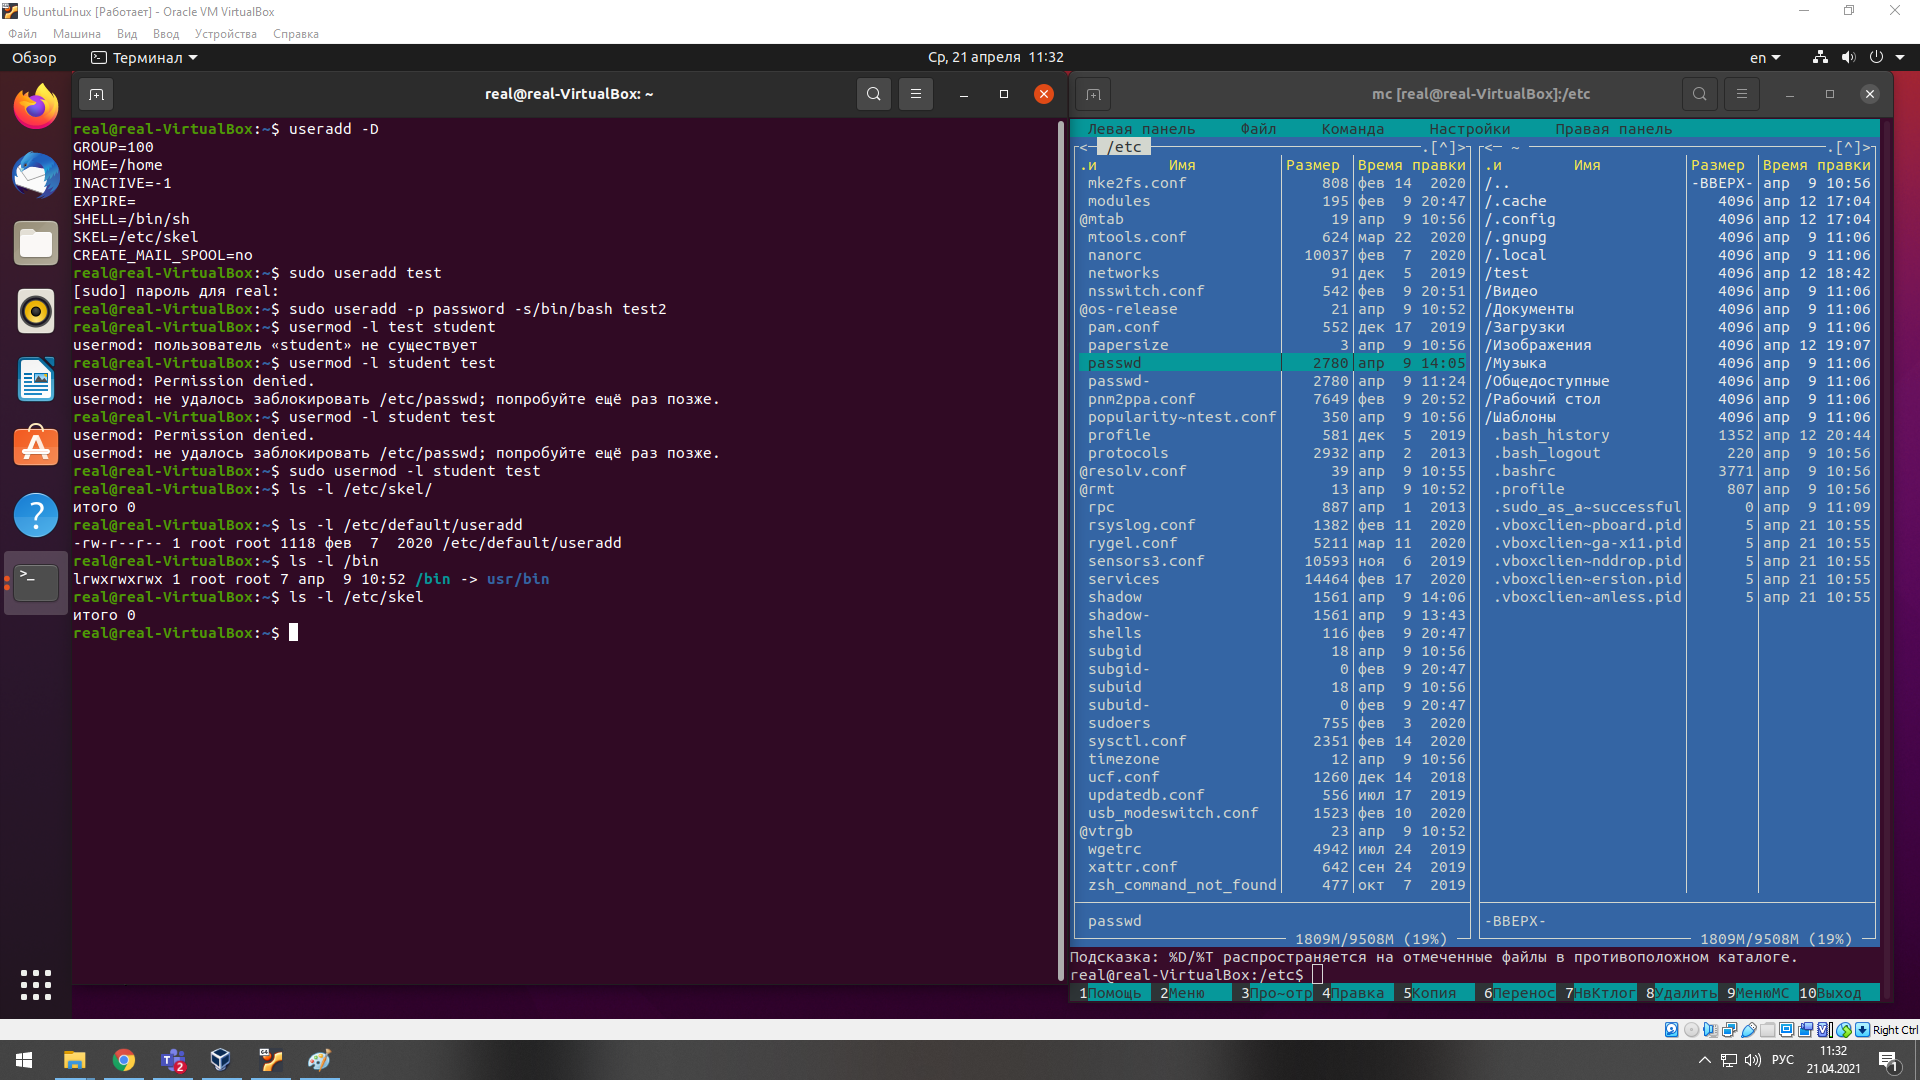 UbuntuLinux [Работает] - Oracle VM VirtualBox
Файл Машина Вид Ввод Устройства Справка
Обзор Терминал Ср, 21 апреля 11:32 en
real@real-VirtualBox: ~
real@real-VirtualBox:~$ useradd -D
GROUP=100
HOME=/home
INACTIVE=-1
EXPIRE=
SHELL=/bin/sh
SKEL=/etc/skel
CREATE_MAIL_SPOOL=no
real@real-VirtualBox:~$ sudo useradd test
[sudo] пароль для real:
real@real-VirtualBox:~$ sudo useradd -p password -s/bin/bash test2
real@real-VirtualBox:~$ usermod -l test student
usermod: пользователь «student» не существует
real@real-VirtualBox:~$ usermod -l student test
usermod: Permission denied.
usermod: не удалось заблокировать /etc/passwd; попробуйте ещё раз позже.
real@real-VirtualBox:~$ usermod -l student test
usermod: Permission denied.
usermod: не удалось заблокировать /etc/passwd; попробуйте ещё раз позже.
real@real-VirtualBox:~$ sudo usermod -l student test
real@real-VirtualBox:~$ ls -l /etc/skel/
итого 0
real@real-VirtualBox:~$ ls -l /etc/default/useradd
-rw-r--r-- 1 root root 1118 фев  7  2020 /etc/default/useradd
real@real-VirtualBox:~$ ls -l /bin
lrwxrwxrwx 1 root root 7 апр  9 10:52 /bin -> usr/bin
real@real-VirtualBox:~$ ls -l /etc/skel
итого 0
real@real-VirtualBox:~$
mc [real@real-VirtualBox]:/etc
Левая панель Файл Команда Настройки Правая панель
<─ /etc .[^]>
.и Имя Размер Время правки
mke2fs.conf 808 фев 14 2020
modules 195 фев 9 20:47
@mtab 19 апр 9 10:56
mtools.conf 624 мар 22 2020
nanorc 10037 фев 7 2020
networks 91 дек 5 2019
nsswitch.conf 542 фев 9 20:51
@os-release 21 апр 9 10:52
pam.conf 552 дек 17 2019
papersize 3 апр 9 10:56
passwd 2780 апр 9 14:05
passwd- 2780 апр 9 11:24
pnm2ppa.conf 7649 фев 9 20:52
popularity~ntest.conf 350 апр 9 10:56
profile 581 дек 5 2019
protocols 2932 апр 2 2013
@resolv.conf 39 апр 9 10:55
@rmt 13 апр 9 10:52
rpc 887 апр 1 2013
rsyslog.conf 1382 фев 11 2020
rygel.conf 5211 мар 11 2020
sensors3.conf 10593 ноя 6 2019
services 14464 фев 17 2020
shadow 1561 апр 9 14:06
shadow- 1561 апр 9 13:43
shells 116 фев 9 20:47
subgid 18 апр 9 10:56
subgid- 0 фев 9 20:47
subuid 18 апр 9 10:56
subuid- 0 фев 9 20:47
sudoers 755 фев 3 2020
sysctl.conf 2351 фев 14 2020
timezone 12 апр 9 10:56
ucf.conf 1260 дек 14 2018
updatedb.conf 556 июл 17 2019
usb_modeswitch.conf 1523 фев 10 2020
@vtrgb 23 апр 9 10:52
wgetrc 4942 июл 24 2019
xattr.conf 642 сен 24 2019
zsh_command_not_found 477 окт 7 2019
passwd
1809M/9508M (19%)
<─ ~ .[^]>
.и Имя Размер Время правки
/.. -ВВЕРХ- апр 9 10:56
/.cache 4096 апр 12 17:04
/.config 4096 апр 12 17:04
/.gnupg 4096 апр 9 11:06
/.local 4096 апр 9 11:06
/test 4096 апр 12 18:42
/Видео 4096 апр 9 11:06
/Документы 4096 апр 9 11:06
/Загрузки 4096 апр 9 11:06
/Изображения 4096 апр 12 19:07
/Музыка 4096 апр 9 11:06
/Общедоступные 4096 апр 9 11:06
/Рабочий стол 4096 апр 9 11:06
/Шаблоны 4096 апр 9 11:06
.bash_history 1352 апр 12 20:44
.bash_logout 220 апр 9 10:56
.bashrc 3771 апр 9 10:56
.profile 807 апр 9 10:56
.sudo_as_a~successful 0 апр 9 11:09
.vboxclien~pboard.pid 5 апр 21 10:55
.vboxclien~ga-x11.pid 5 апр 21 10:55
.vboxclien~nddrop.pid 5 апр 21 10:55
.vboxclien~ersion.pid 5 апр 21 10:55
.vboxclien~amless.pid 5 апр 21 10:55
-ВВЕРХ-
1809M/9508M (19%)
Подсказка: %D/%T распространяется на отмеченные файлы в противоположном каталоге.
real@real-VirtualBox:/etc$
1Помощь 2Меню 3Про~отр 4Правка 5Копия 6Перенос 7НвКтлог 8Удалить 9МенюMC 10Выход
Right Ctrl
РУС
11:32
21.04.2021
2
1